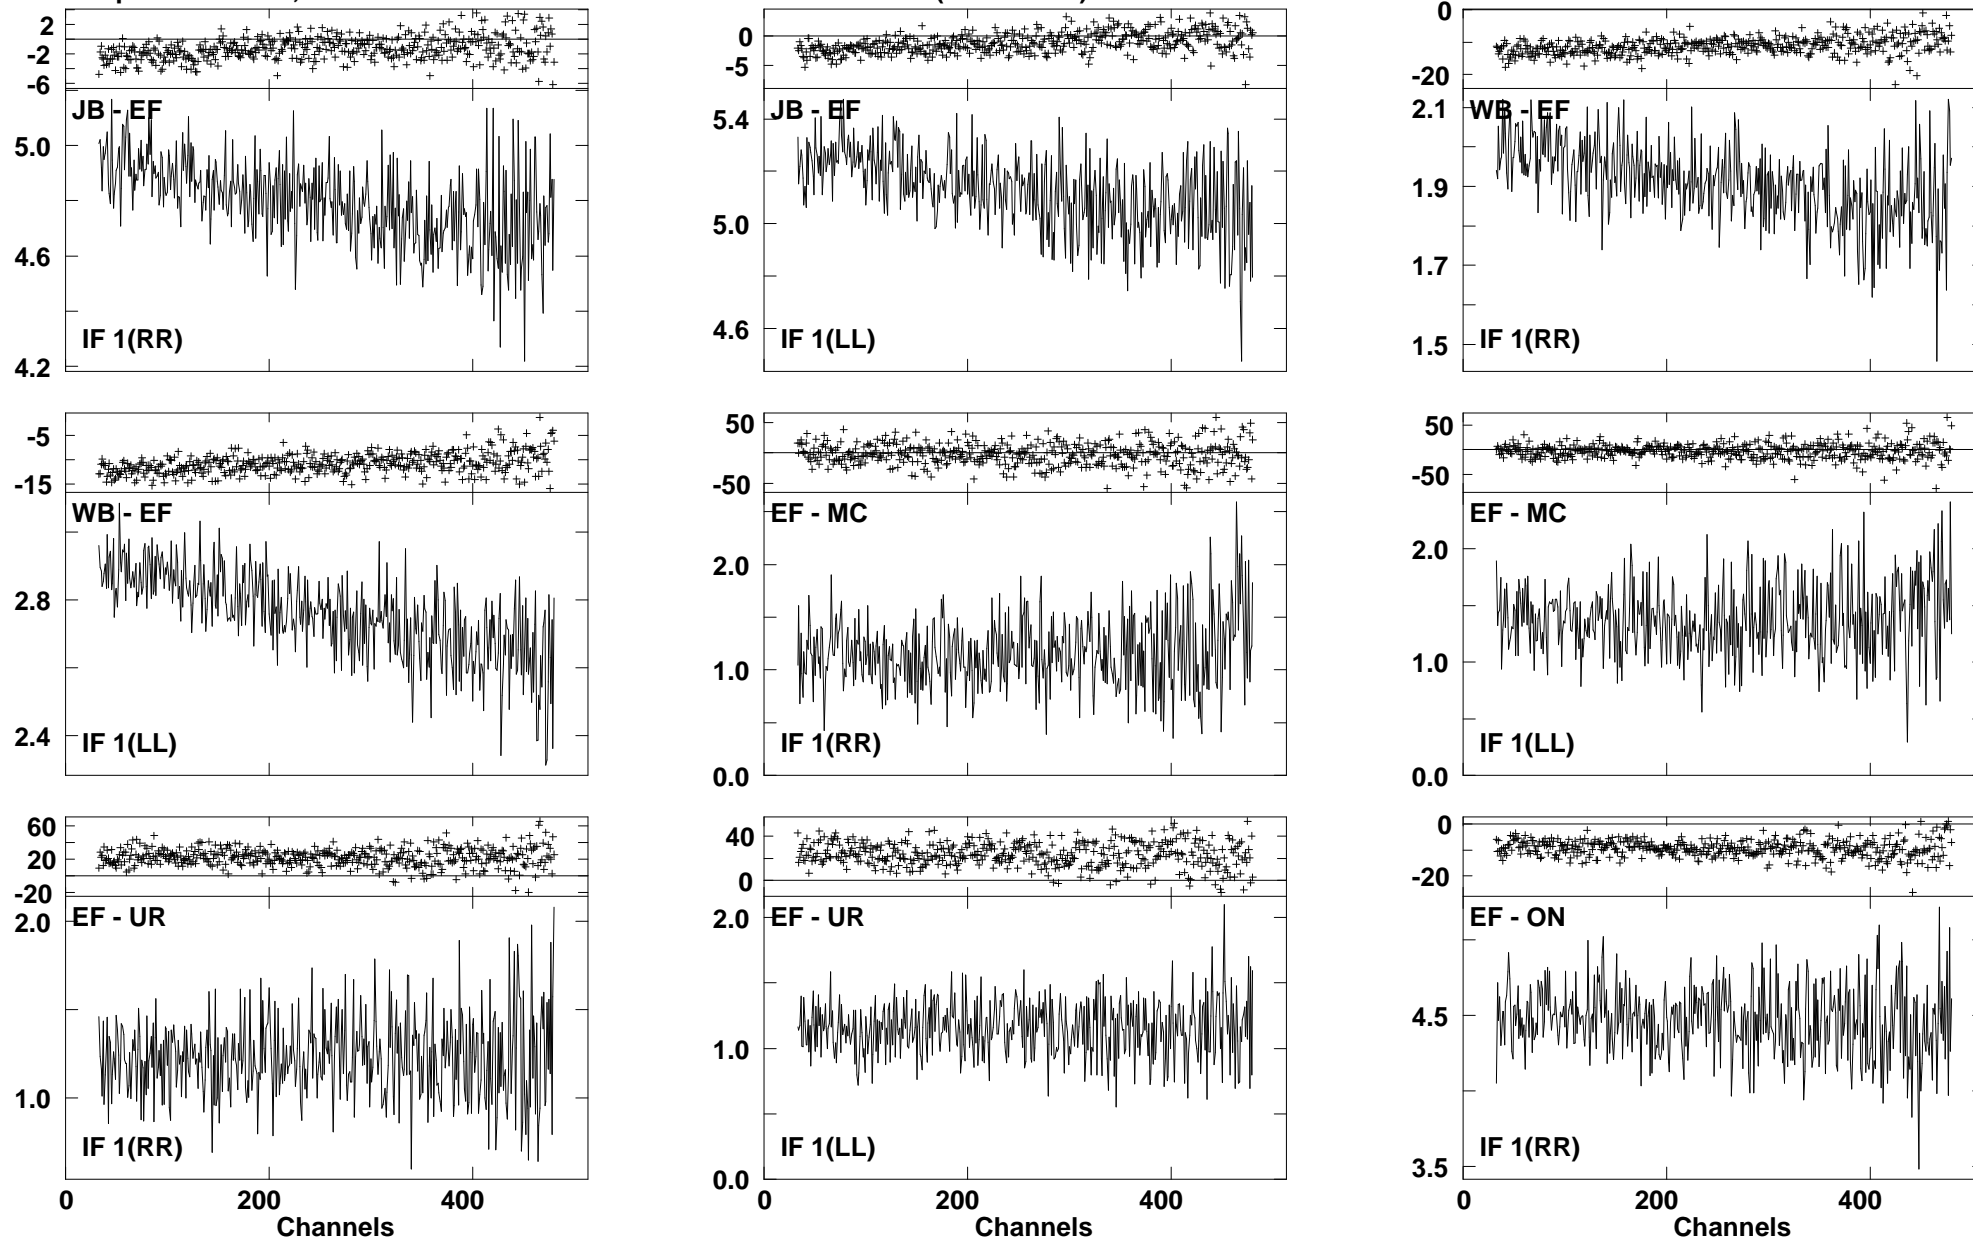 2
-2
-6
JB - EF
5.0
4.6
4.2
IF 1(RR)
0
-5
JB - EF
5.4
5.0
4.6
IF 1(LL)
0
-20
WB - EF
2.1
1.9
1.7
1.5
IF 1(RR)
-5
-15
WB - EF
2.8
2.4
IF 1(LL)
50
-50
EF - MC
2.0
1.0
0.0
IF 1(RR)
50
-50
EF - MC
2.0
1.0
0.0
IF 1(LL)
60
20
-20
EF - UR
2.0
1.0
IF 1(RR)
0 200 400
Channels
40
0
EF - UR
2.0
1.0
0.0
IF 1(LL)
0 200 400
Channels
0
-20
EF - ON
4.5
3.5
IF 1(RR)
0 200 400
Channels